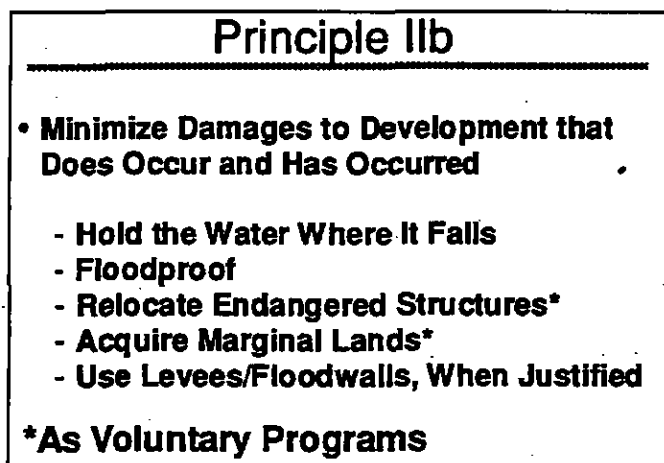 Principle IIb
• Minimize Damages to Development that
Does Occur and Has Occurred
- Hold the Water Where It Falls
- Floodproof
- Relocate Endangered Structures*
- Acquire Marginal Lands*
- Use Levees/Floodwalls, When Justified
*As Voluntary Programs